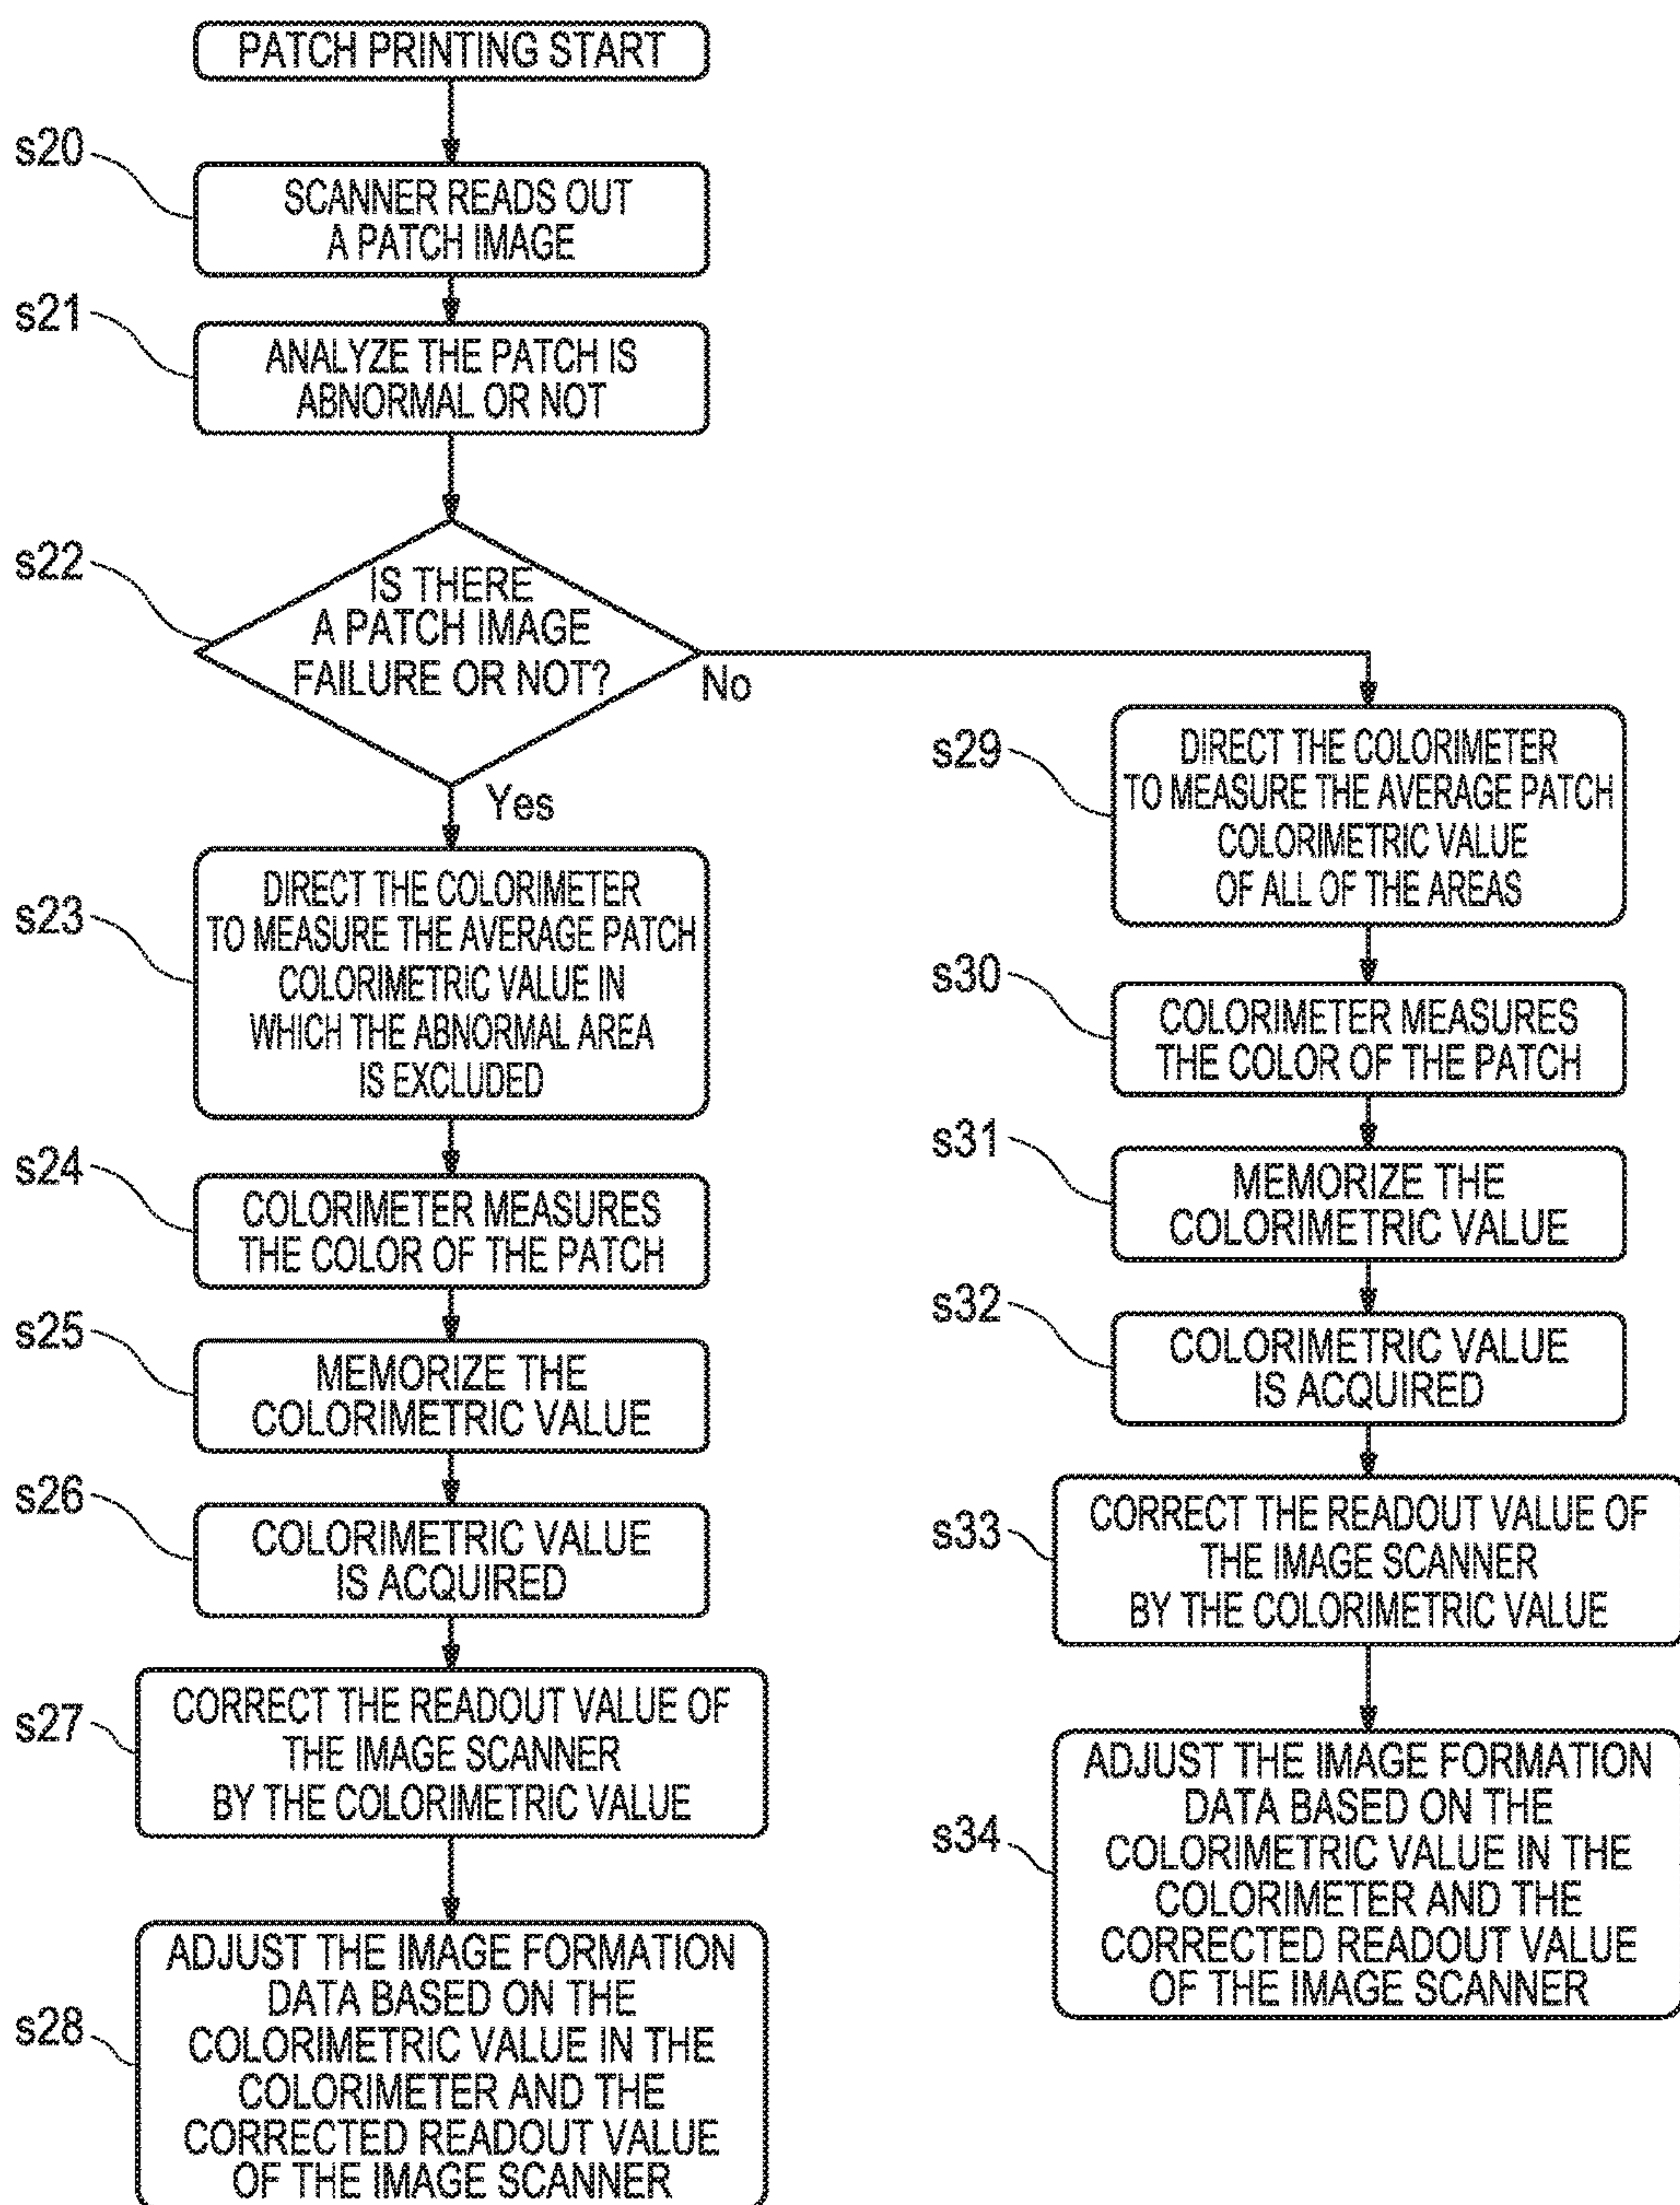 PATCH PRINTING START
s20
SCANNER READS OUT
A PATCH IMAGE
s21
ANALYZE THE PATCH IS
ABNORMAL OR NOT
s22
IS THERE
A PATCH IMAGE
FAILURE OR NOT?
No
Yes
s23
DIRECT THE COLORIMETER
TO MEASURE THE AVERAGE PATCH
COLORIMETRIC VALUE IN
WHICH THE ABNORMAL AREA
IS EXCLUDED
s24
COLORIMETER MEASURES
THE COLOR OF THE PATCH
s25
MEMORIZE THE
COLORIMETRIC VALUE
s26
COLORIMETRIC VALUE
IS ACQUIRED
s27
CORRECT THE READOUT VALUE OF
THE IMAGE SCANNER
BY THE COLORIMETRIC VALUE
s28
ADJUST THE IMAGE FORMATION
DATA BASED ON THE
COLORIMETRIC VALUE IN THE
COLORIMETER AND THE
CORRECTED READOUT VALUE
OF THE IMAGE SCANNER
s29
DIRECT THE COLORIMETER
TO MEASURE THE AVERAGE PATCH
COLORIMETRIC VALUE
OF ALL OF THE AREAS
s30
COLORIMETER MEASURES
THE COLOR OF THE PATCH
s31
MEMORIZE THE
COLORIMETRIC VALUE
s32
COLORIMETRIC VALUE
IS ACQUIRED
s33
CORRECT THE READOUT VALUE OF
THE IMAGE SCANNER
BY THE COLORIMETRIC VALUE
s34
ADJUST THE IMAGE FORMATION
DATA BASED ON THE
COLORIMETRIC VALUE IN THE
COLORIMETER AND THE
CORRECTED READOUT VALUE
OF THE IMAGE SCANNER